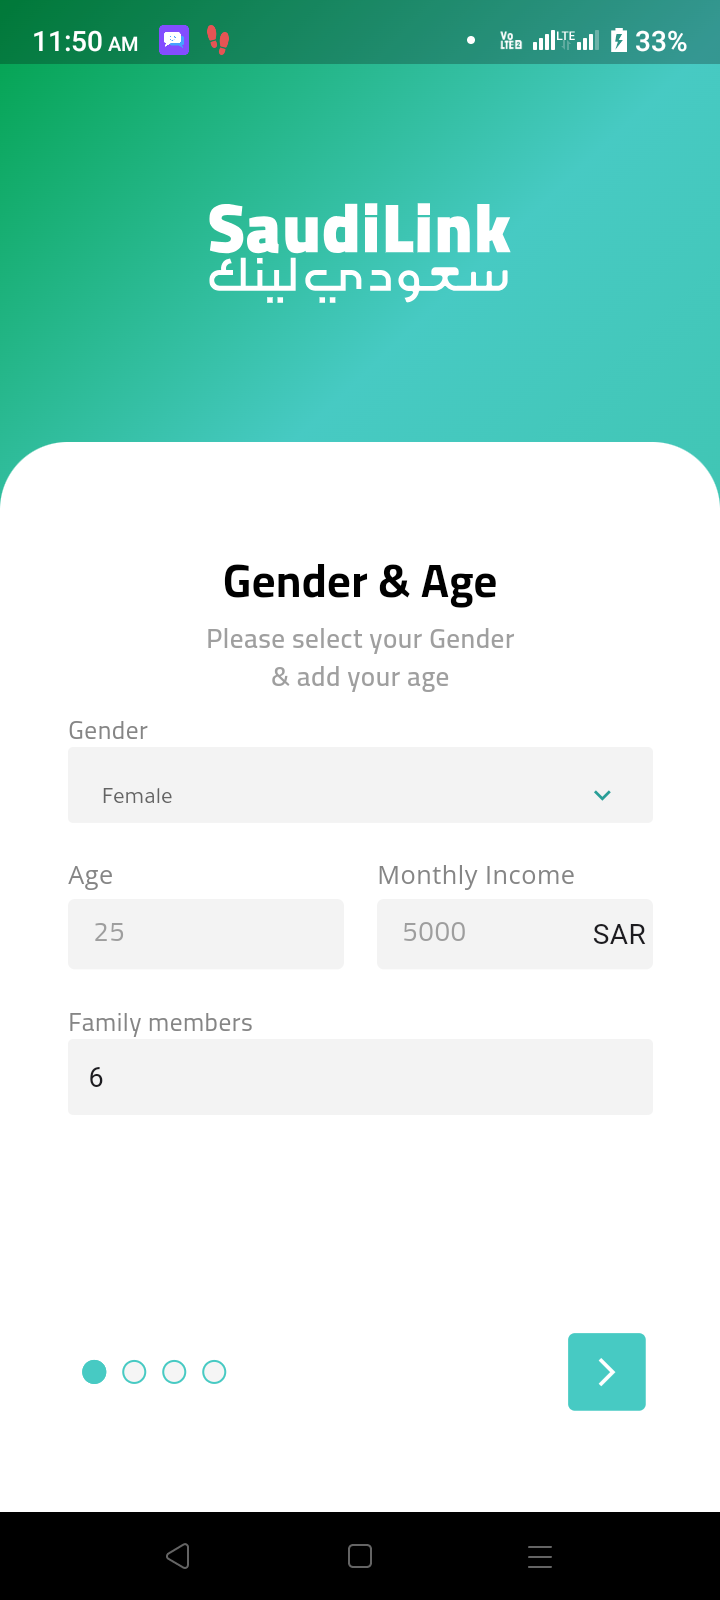 11:50 AM
Vo LTE 2 LTE 33%
SaudiLink
سعودي لينك
Gender & Age
Please select your Gender
& add your age
Gender
Female
Age Monthly Income
25 5000 SAR
Family members
6